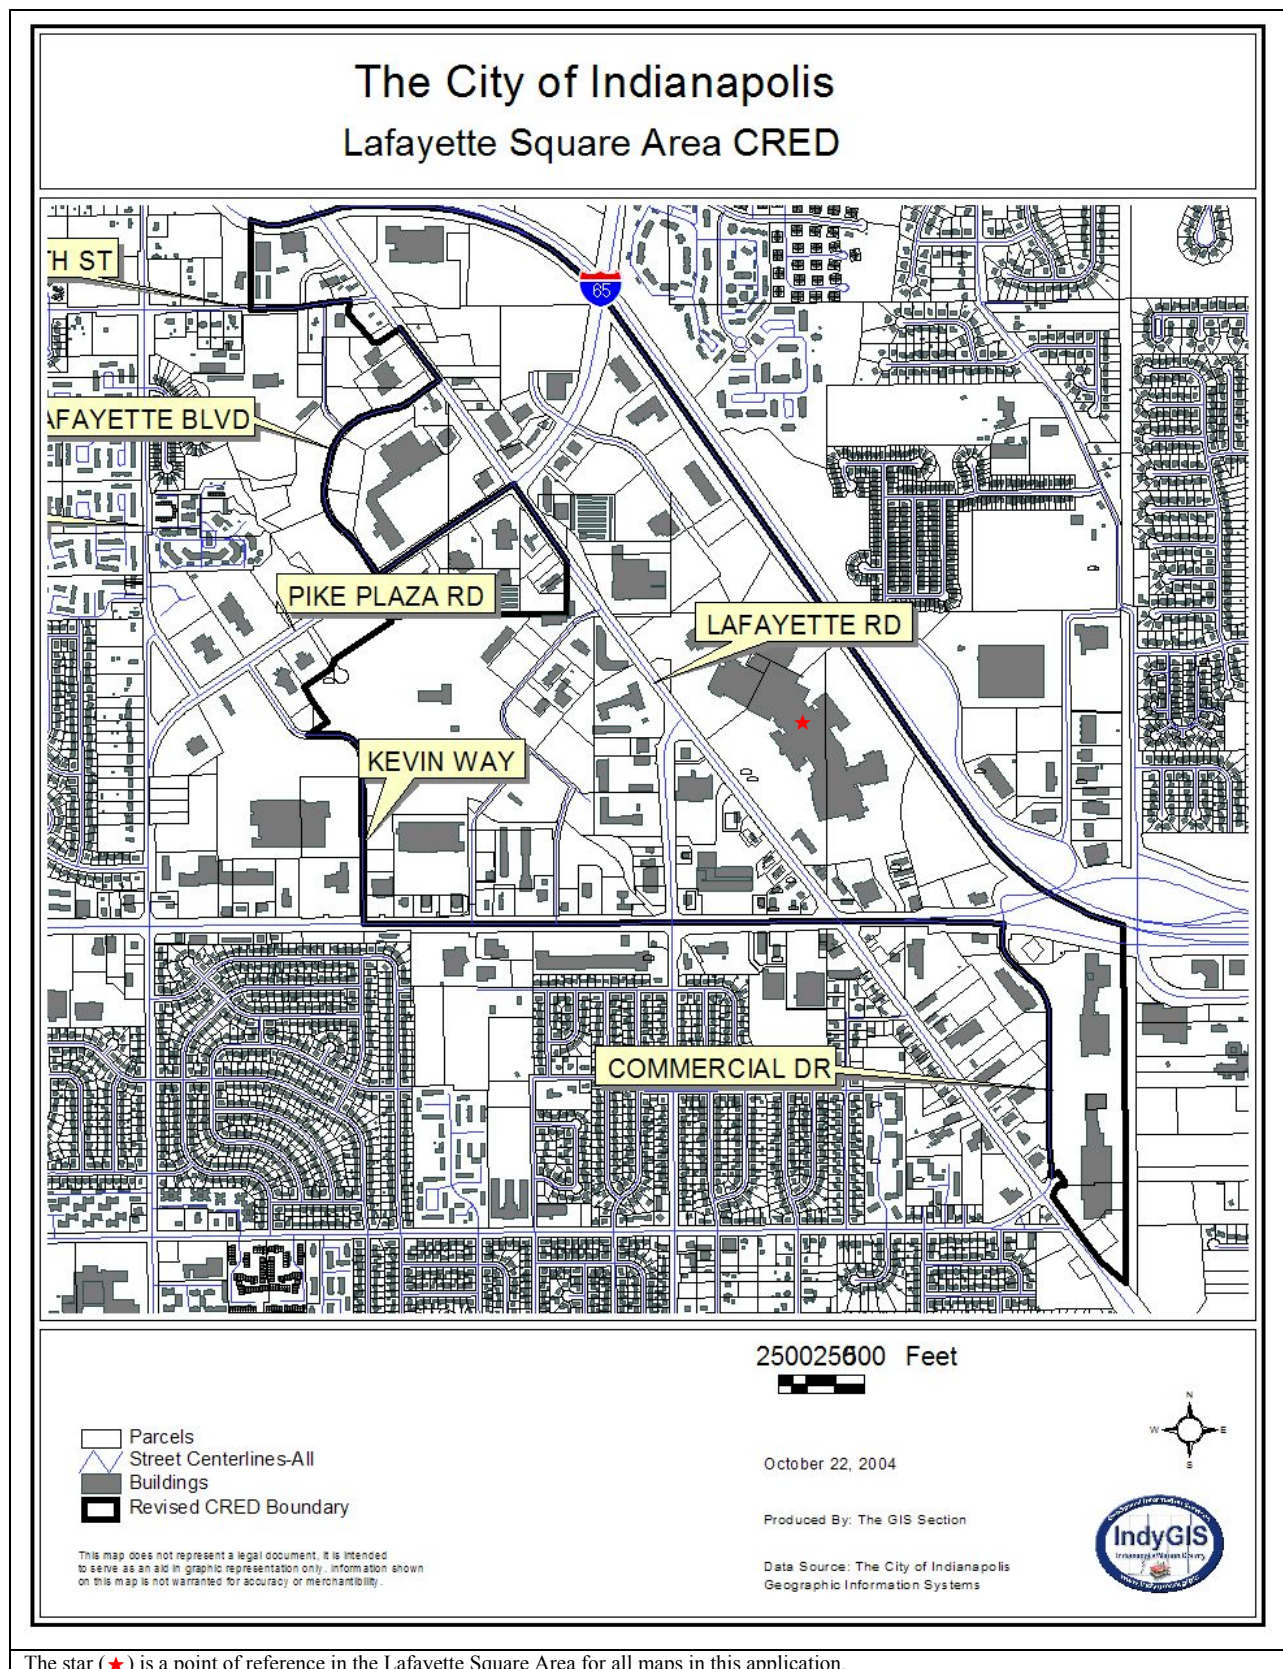 The City of Indianapolis
Lafayette Square Area CRED
TH ST
65
AFAYETTE BLVD
PIKE PLAZA RD
LAFAYETTE RD
KEVIN WAY
COMMERCIAL DR
Feet
Parcels
Street Centerlines-All
Buildings
Revised CRED Boundary
This map does not represent a legal document, it is intended
to serve as an aid in graphic representation only. Information shown
on this map is not warranted for accuracy or merchantibility.
October 22, 2004
Produced By: The GIS Section
Data Source: The City of Indianapolis
Geographic Information Systems
N
W E
S
IndyGIS
The star (★) is a point of reference in the Lafayette Square Area for all maps in this application.